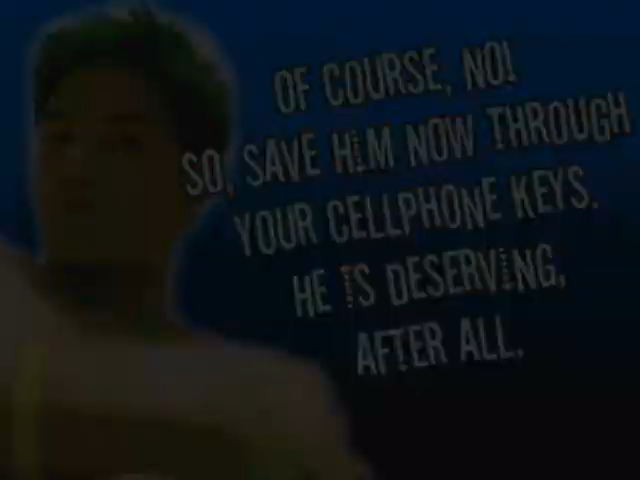 OF COURSE, NO!
SO, SAVE HIM NOW THROUGH
YOUR CELLPHONE KEYS.
HE IS DESERVING,
AFTER ALL.